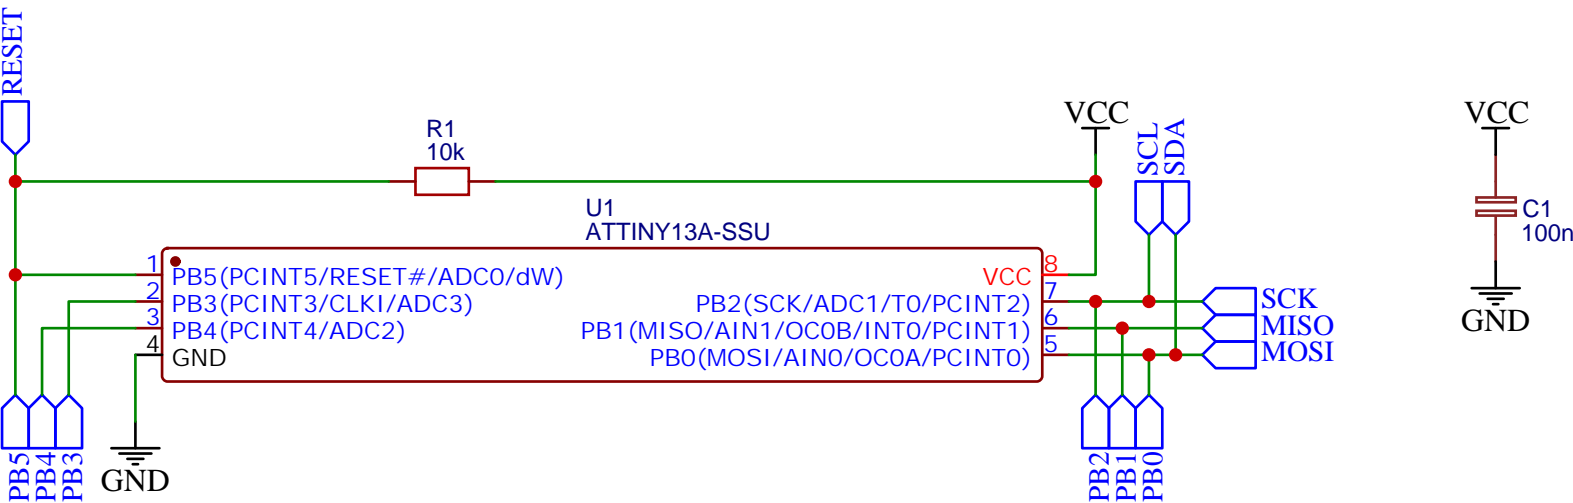 RESET
R1
10k
VCC
SCL
SDA
VCC
C1
100n
GND
U1
ATTINY13A-SSU
1
PB5(PCINT5/RESET#/ADC0/dW)
2
PB3(PCINT3/CLKI/ADC3)
3
PB4(PCINT4/ADC2)
4
GND
VCC
8
PB2(SCK/ADC1/T0/PCINT2)
7
PB1(MISO/AIN1/OC0B/INT0/PCINT1)
6
PB0(MOSI/AIN0/OC0A/PCINT0)
5
SCK
MISO
MOSI
PB5
PB4
PB3
GND
PB2
PB1
PB0